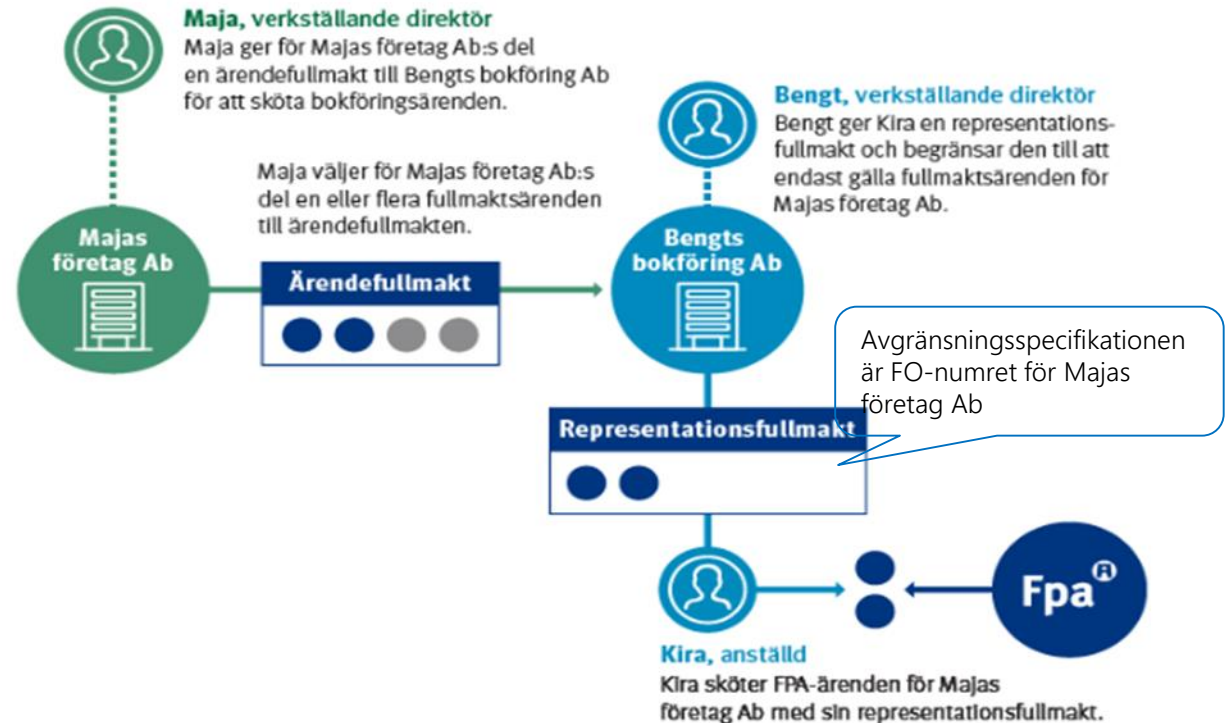 Maja, verkställande direktör
Maja ger för Majas företag Ab:s del
en ärendefullmakt till Bengts bokföring Ab
för att sköta bokföringsärenden.
Maja väljer för Majas företag Ab:s
del en eller flera fullmaktsärenden
till ärendefullmakten.
Majas
företag Ab
Ärendefullmakt
Bengt, verkställande direktör
Bengt ger Kira en representations-
fullmakt och begränsar den till att
endast gälla fullmaktsärenden för
Majas företag Ab.
Bengts
bokföring Ab
Avgränsningsspecifikationen
är FO-numret för Majas
företag Ab
Representationsfullmakt
Fpa
Kira, anställd
Kira sköter FPA-ärenden för Majas
företag Ab med sin representationsfullmakt.